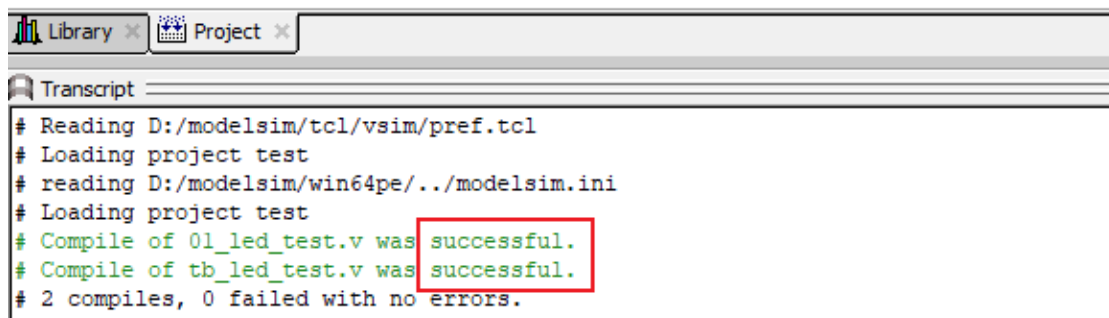 Library
Project
Transcript
# Reading D:/modelsim/tcl/vsim/pref.tcl
# Loading project test
# reading D:/modelsim/win64pe/../modelsim.ini
# Loading project test
# Compile of 01_led_test.v was successful.
# Compile of tb_led_test.v was successful.
# 2 compiles, 0 failed with no errors.